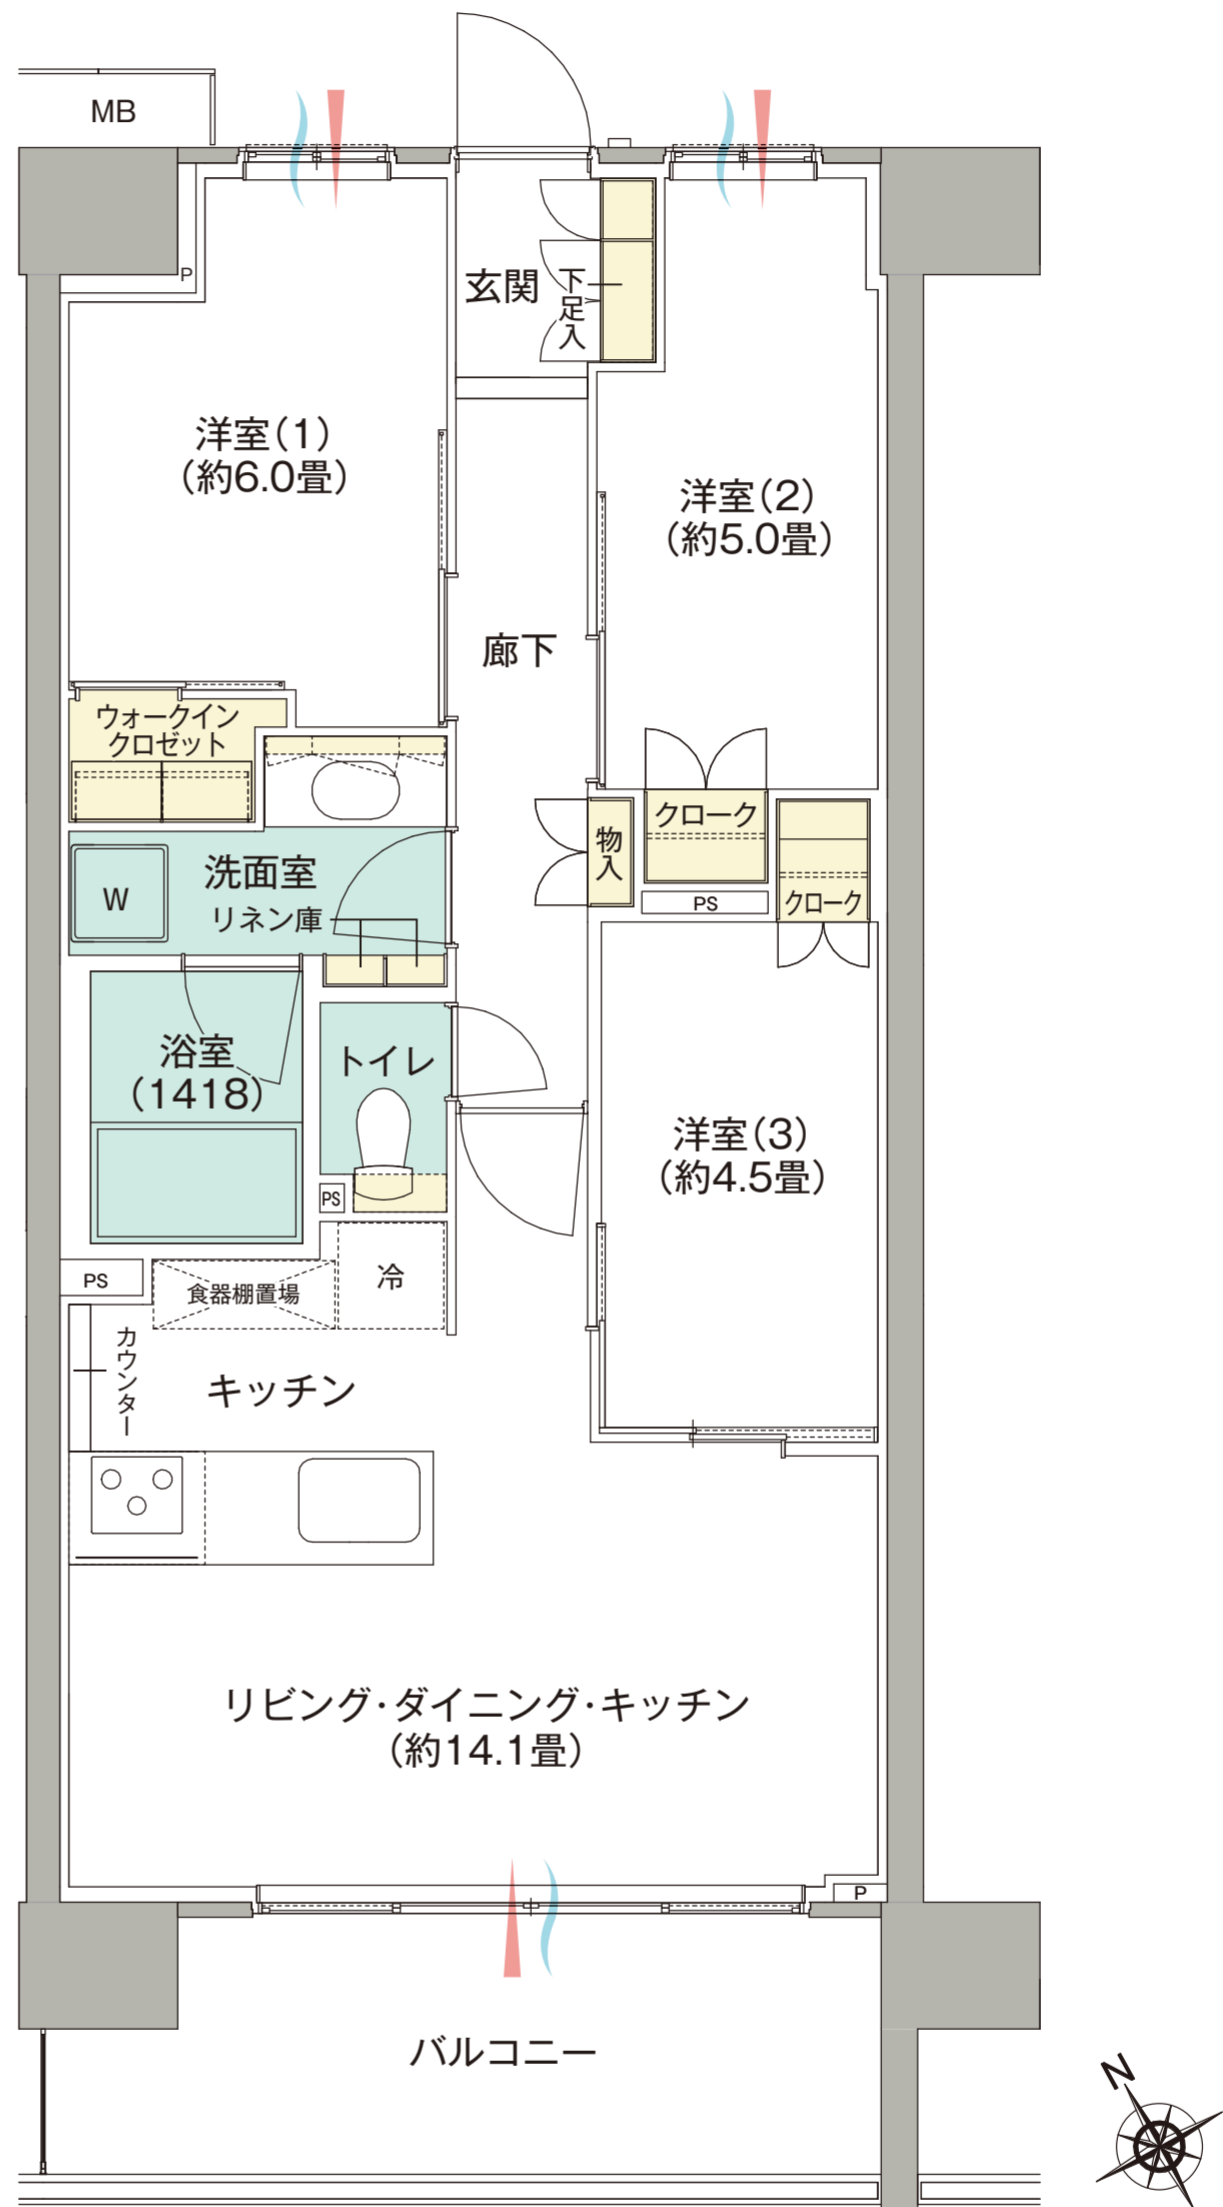 MB
P
玄関
下足入
洋室(1)
(約6.0畳)
洋室(2)
(約5.0畳)
廊下
ウォークイン
クロゼット
クローク
物入
洗面室
W
リネン庫
PS
クローク
浴室
(1418)
トイレ
洋室(3)
(約4.5畳)
PS
PS
食器棚置場
冷
カウンター
キッチン
リビング・ダイニング・キッチン
(約14.1畳)
P
バルコニー
N